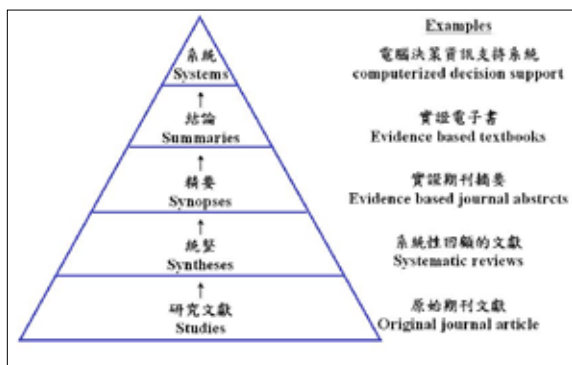 Examples
系統
Systems
電腦決策資訊支持系統
computerized decision support
↑
結論
Summaries
實證電子書
Evidence based textbooks
↑
精要
Synopses
實證期刊摘要
Evidence based journal abstrcts
↑
統整
Syntheses
系統性回顧的文獻
Systematic reviews
↑
研究文獻
Studies
原始期刊文獻
Original journal article